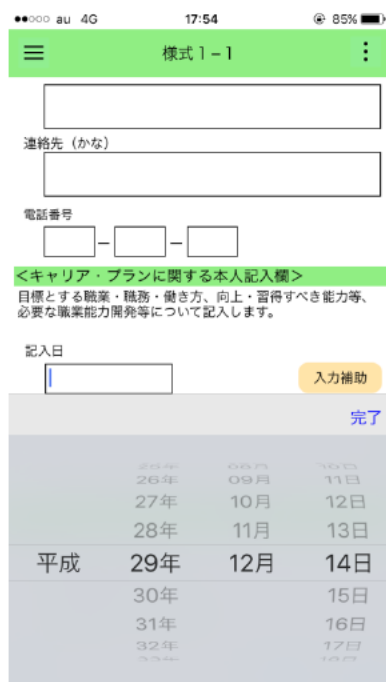 au 4G 17:54 85%
様式1−1
連絡先（かな）
電話番号
− −
＜キャリア・プランに関する本人記入欄＞
目標とする職業・職務・働き方、向上・習得すべき能力等、
必要な職業能力開発等について記入します。
記入日
入力補助
完了
26年 09月 11日
27年 10月 12日
28年 11月 13日
平成 29年 12月 14日
30年 15日
31年 16日
32年 17日